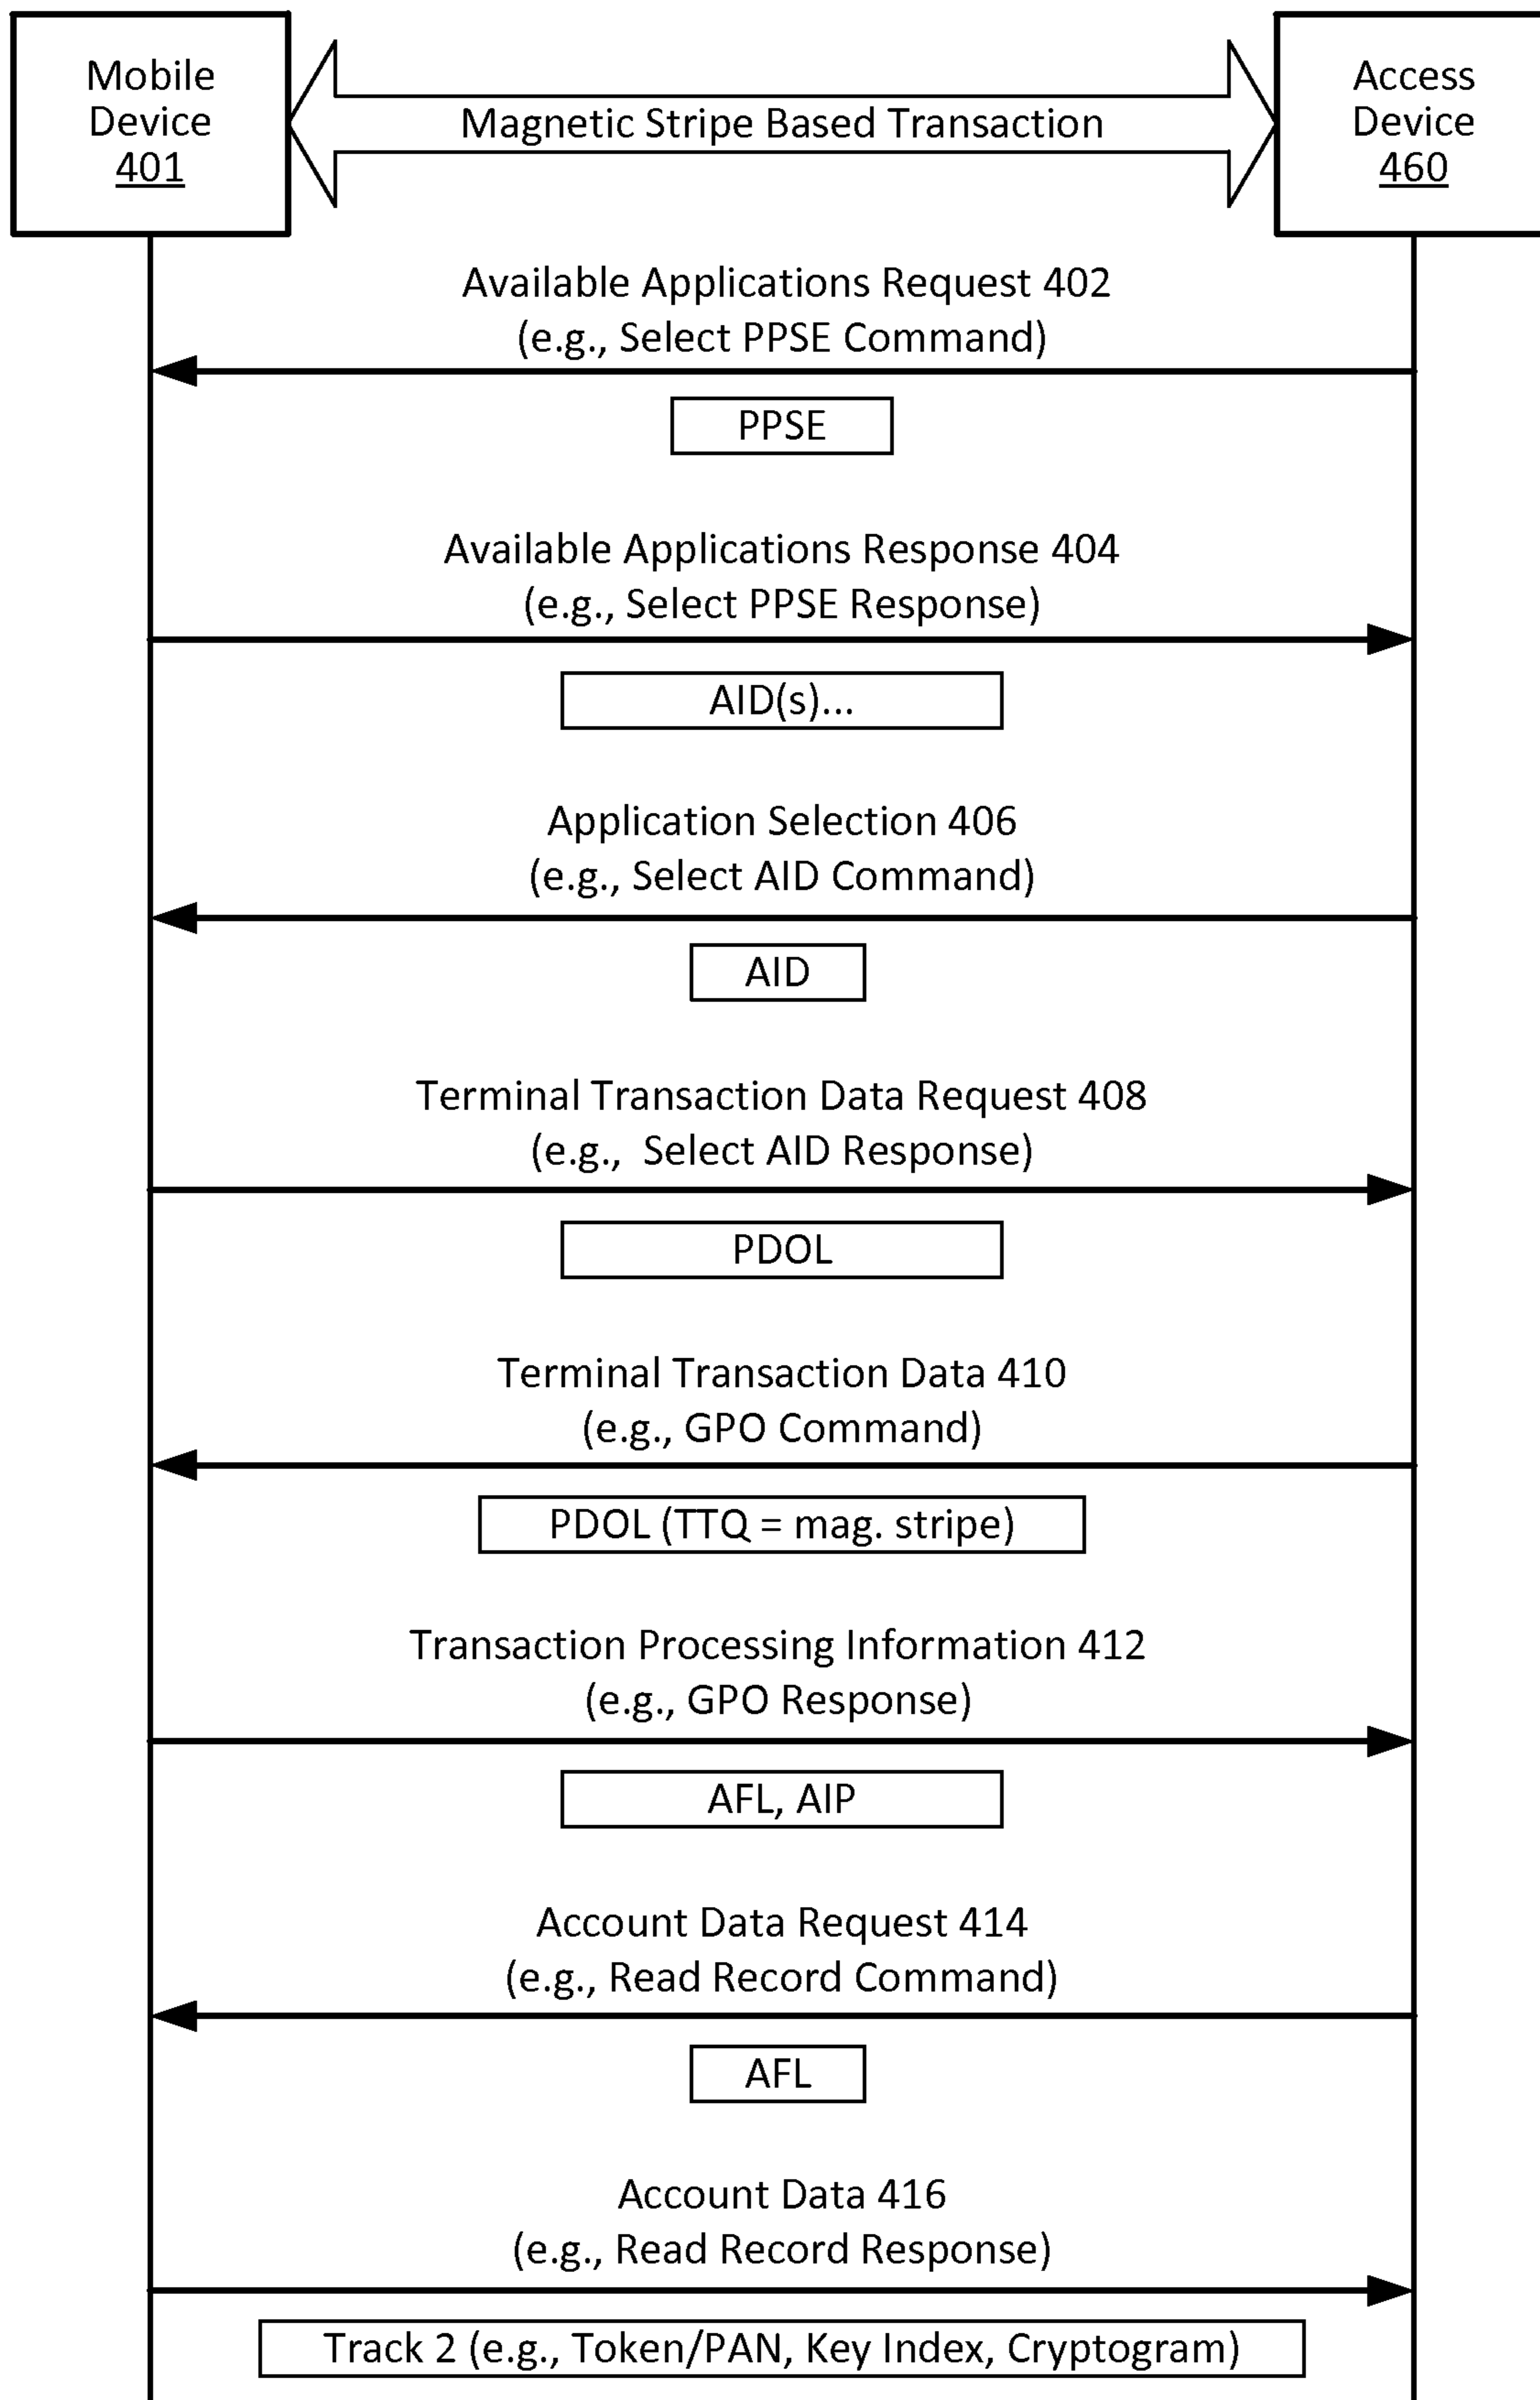 Mobile
Device
401
Magnetic Stripe Based Transaction
Access
Device
460
Available Applications Request 402
(e.g., Select PPSE Command)
PPSE
Available Applications Response 404
(e.g., Select PPSE Response)
AID(s)...
Application Selection 406
(e.g., Select AID Command)
AID
Terminal Transaction Data Request 408
(e.g., Select AID Response)
PDOL
Terminal Transaction Data 410
(e.g., GPO Command)
PDOL (TTQ = mag. stripe)
Transaction Processing Information 412
(e.g., GPO Response)
AFL, AIP
Account Data Request 414
(e.g., Read Record Command)
AFL
Account Data 416
(e.g., Read Record Response)
Track 2 (e.g., Token/PAN, Key Index, Cryptogram)